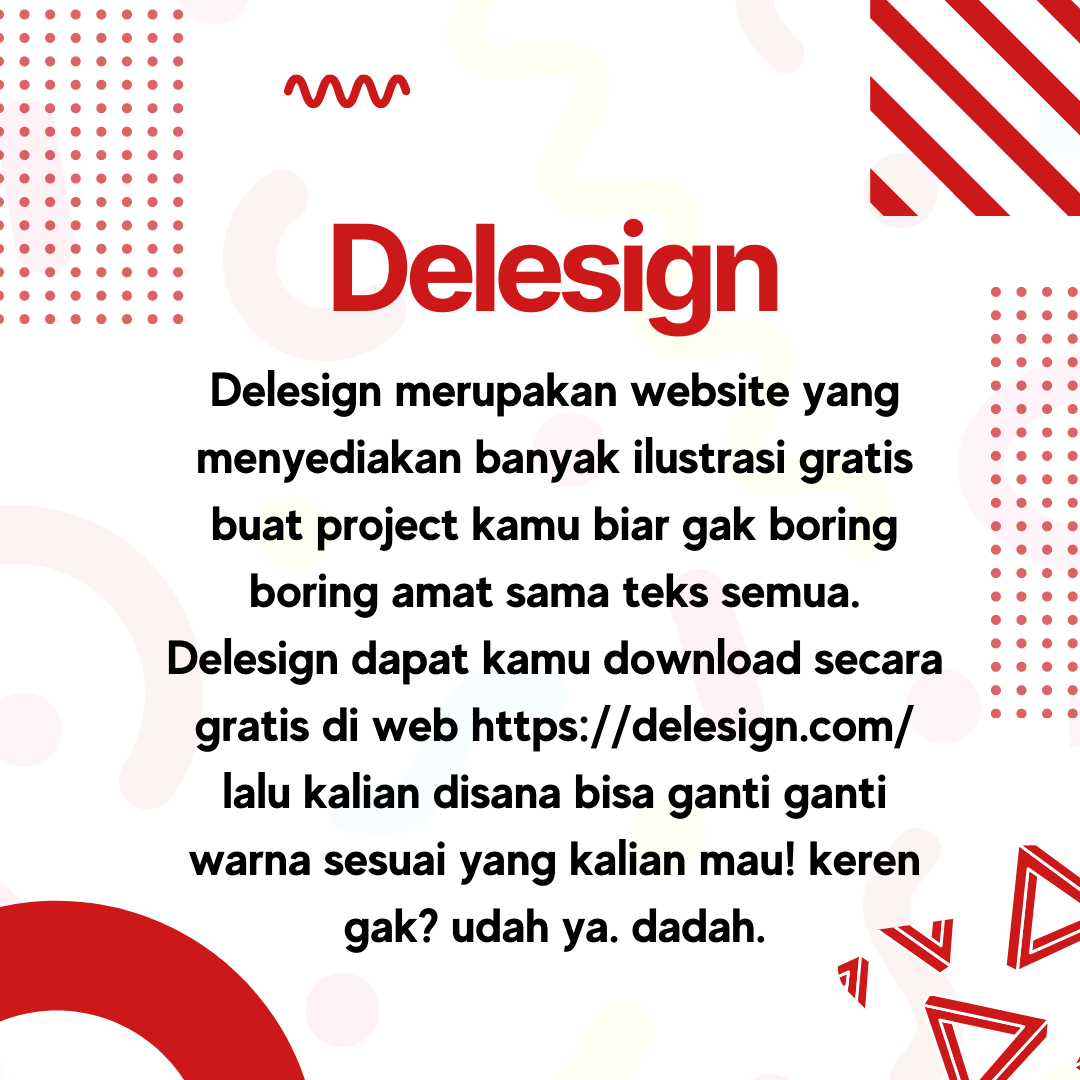 Delesign
Delesign merupakan website yang
menyediakan banyak ilustrasi gratis
buat project kamu biar gak boring
boring amat sama teks semua.
Delesign dapat kamu download secara
gratis di web https://delesign.com/
lalu kalian disana bisa ganti ganti
warna sesuai yang kalian mau! keren
gak? udah ya. dadah.